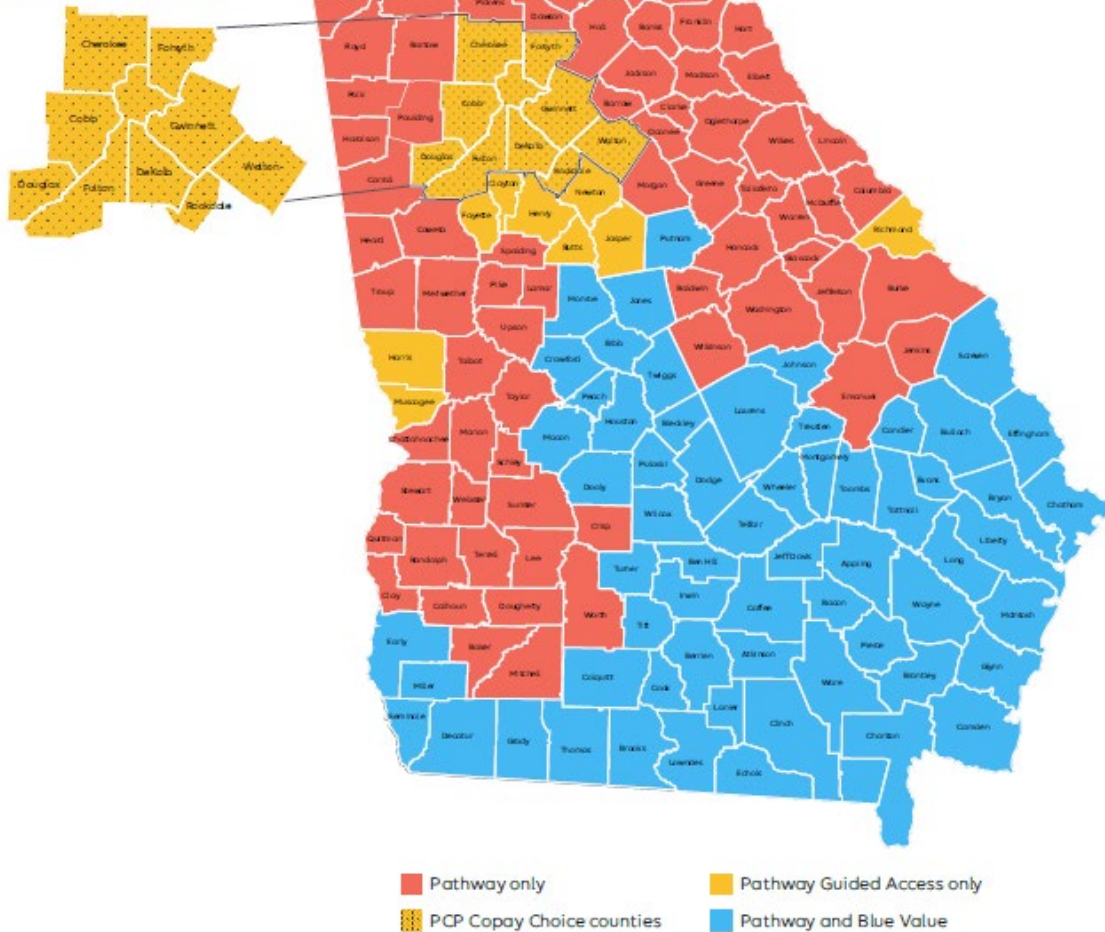 Pickens
Dawson
Hall
Banks
Franklin
Hart
Cherokee
Forsyth
Floyd
Bartow
Cherokee
Forsyth
Jackson
Madison
Elbert
Polk
Cobb
Gwinnett
Barrow
Clarke
Oglethorpe
Cobb
Gwinnett
Paulding
Oconee
Wilkes
Lincoln
Haralson
Douglas
Fulton
DeKalb
Walton
DeKalb
Walton
Douglas
Fulton
Rockdale
Carroll
Clayton
Rockdale
Newton
Morgan
Greene
Taliaferro
Columbia
McDuffie
Warren
Fayette
Henry
Richmond
Heard
Coweta
Spalding
Butts
Jasper
Putnam
Hancock
Glascock
Troup
Meriwether
Pike
Lamar
Monroe
Jones
Baldwin
Washington
Jefferson
Burke
Upson
Bibb
Wilkinson
Jenkins
Screven
Harris
Talbot
Crawford
Twiggs
Johnson
Emanuel
Muscogee
Taylor
Peach
Houston
Bleckley
Laurens
Treutlen
Candler
Bulloch
Effingham
Chattahoochee
Marion
Macon
Schley
Pulaski
Dodge
Montgomery
Wheeler
Toombs
Evans
Bryan
Chatham
Stewart
Webster
Sumter
Dooly
Wilcox
Telfair
Tattnall
Quitman
Randolph
Terrell
Lee
Crisp
Turner
Ben Hill
Jeff Davis
Appling
Long
Liberty
Clay
Calhoun
Dougherty
Worth
Irwin
Coffee
Bacon
Wayne
McIntosh
Early
Baker
Tift
Berrien
Atkinson
Pierce
Glynn
Miller
Mitchell
Colquitt
Cook
Ware
Brantley
Seminole
Decatur
Grady
Thomas
Brooks
Lanier
Clinch
Charlton
Camden
Lowndes
Echols
Pathway only
Pathway Guided Access only
PCP Copay Choice counties
Pathway and Blue Value